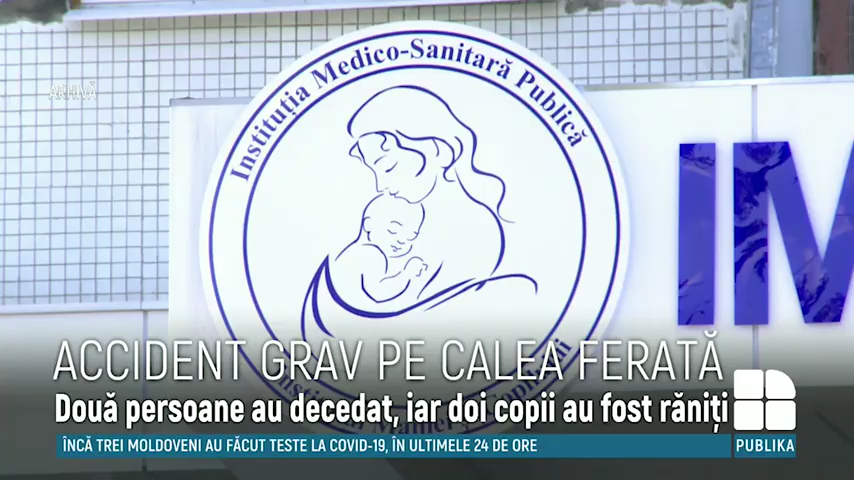 ARHIVĂ
Instituția Medico-Sanitară Publică
IM
ACCIDENT GRAV PE CALEA FERATĂ
Două persoane au decedat, iar doi copii au fost răniți
ÎNCĂ TREI MOLDOVENI AU FĂCUT TESTE LA COVID-19, ÎN ULTIMELE 24 DE ORE
PUBLIKA